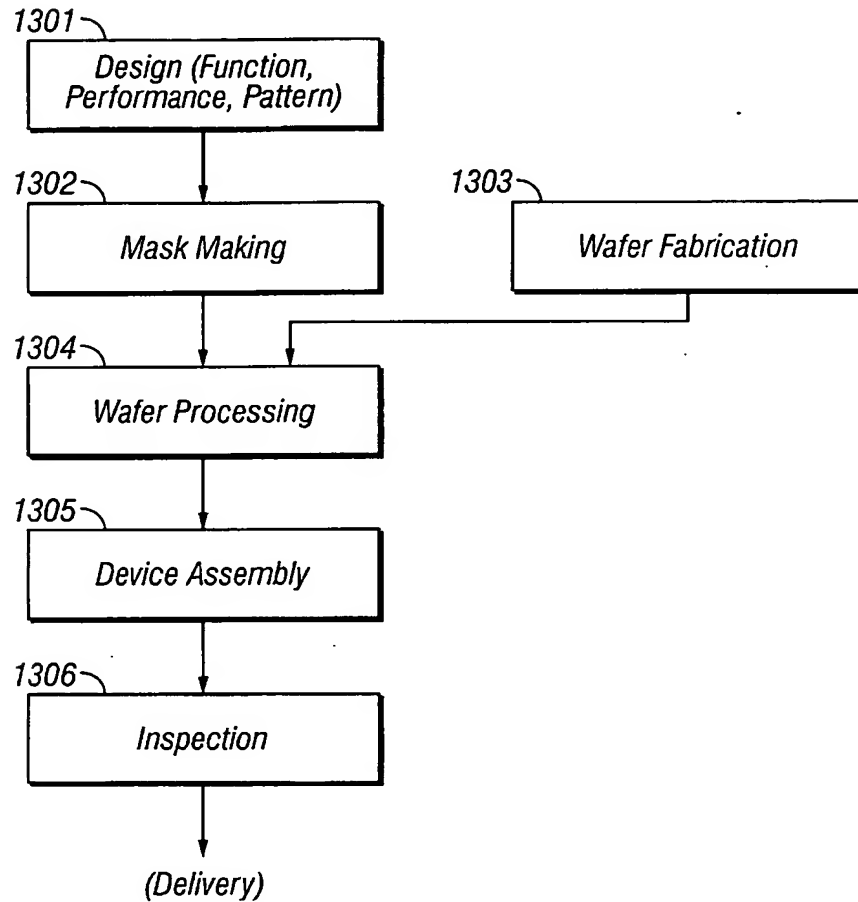 1301
Design (Function,
Performance, Pattern)
1302
Mask Making
1303
Wafer Fabrication
1304
Wafer Processing
1305
Device Assembly
1306
Inspection
(Delivery)